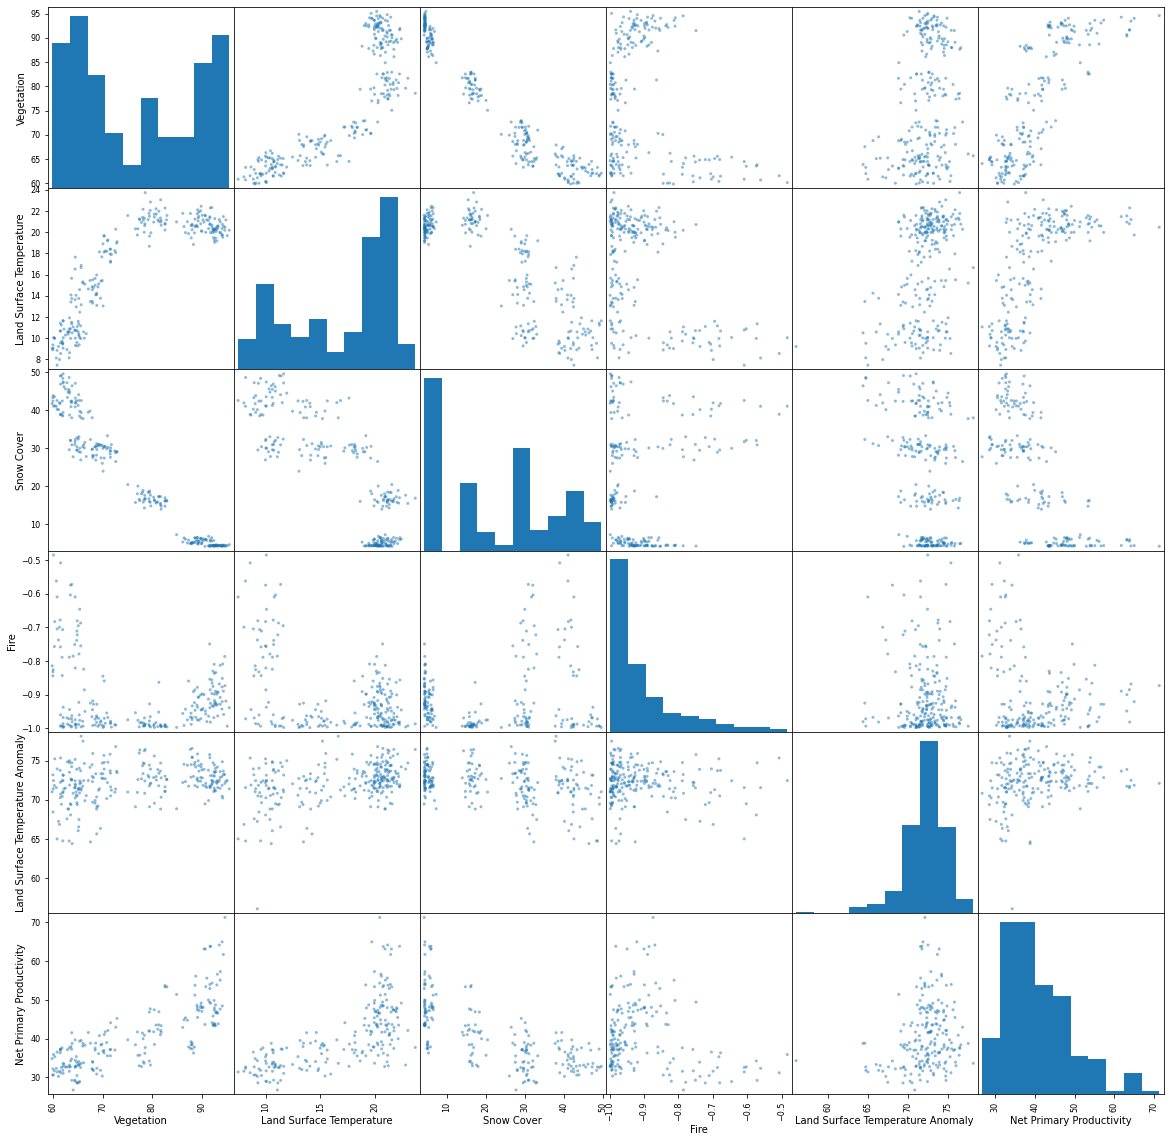 95
90
85
80
75
70
65
60
Vegetation
24
22
20
18
16
14
12
10
8
Land Surface Temperature
50
40
30
20
10
Snow Cover
−0.5
−0.6
−0.7
−0.8
−0.9
−1.0
Fire
75
70
65
60
Land Surface Temperature Anomaly
70
60
50
40
30
Net Primary Productivity
60 70 80 90
Vegetation
10 15 20
Land Surface Temperature
10 20 30 40 50
Snow Cover
−1.0 −0.9 −0.8 −0.7 −0.6 −0.5
Fire
60 65 70 75
Land Surface Temperature Anomaly
30 40 50 60 70
Net Primary Productivity